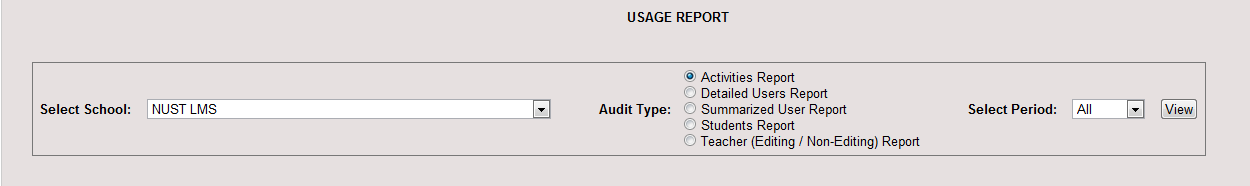 USAGE REPORT
Select School: NUST LMS
Audit Type:
Activities Report
Detailed Users Report
Summarized User Report
Students Report
Teacher (Editing / Non-Editing) Report
Select Period: All View